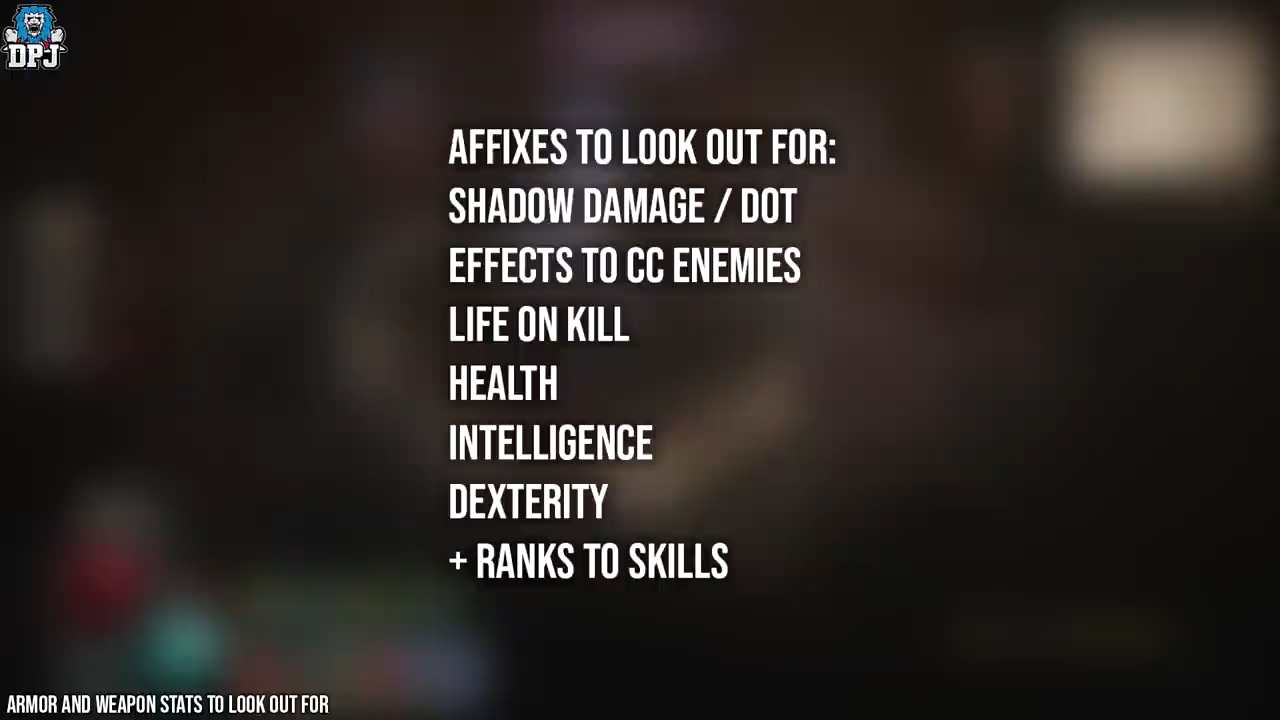 DPJ
AFFIXES TO LOOK OUT FOR:
SHADOW DAMAGE / DOT
EFFECTS TO CC ENEMIES
LIFE ON KILL
HEALTH
INTELLIGENCE
DEXTERITY
+ RANKS TO SKILLS
ARMOR AND WEAPON STATS TO LOOK OUT FOR